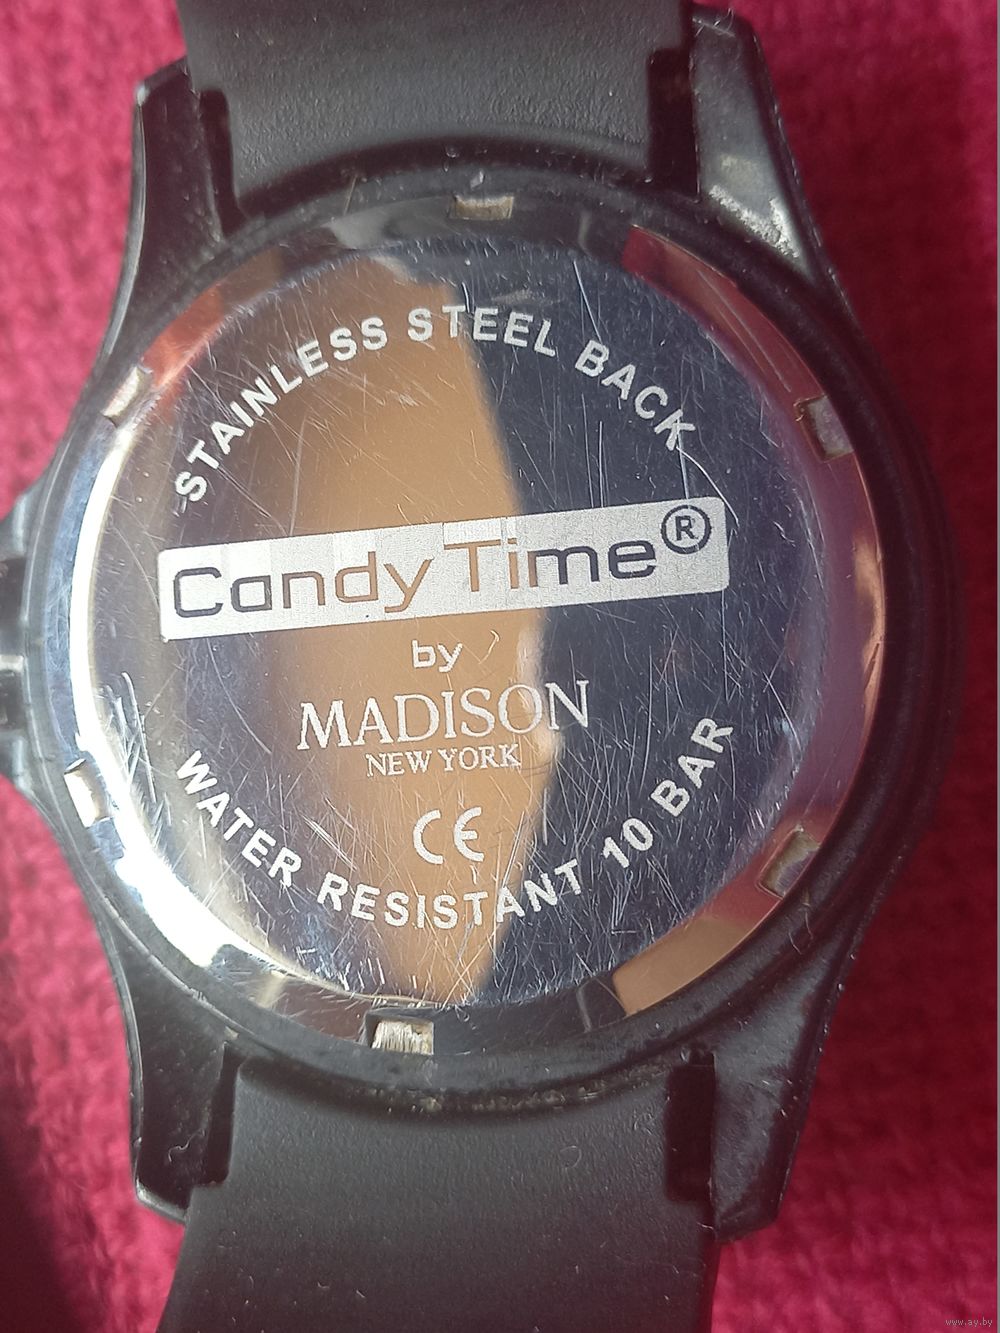 STAINLESS STEEL BACK
Candy Time®
by
MADISON
NEW YORK
CE
WATER RESISTANT 10 BAR
www.ay.by